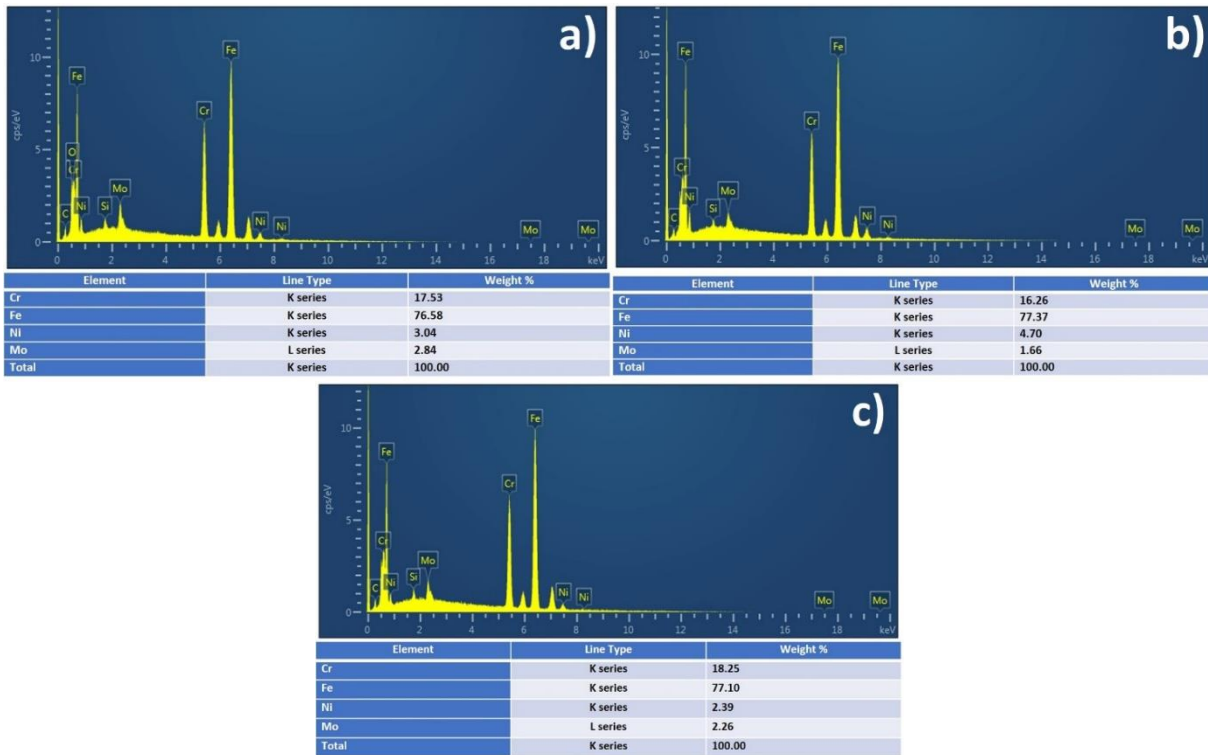 a)
10
5
0
cps/eV
Fe
Fe
Cr
O
Cr
Ni
C
Si
Mo
Ni
Ni
Mo
Mo
0 2 4 6 8 10 12 14 16 18 keV
Element Line Type Weight %
Cr K series 17.53
Fe K series 76.58
Ni K series 3.04
Mo L series 2.84
Total K series 100.00
b)
10
5
0
cps/eV
Fe
Fe
Cr
Cr
Ni
C
Si
Mo
Ni
Ni
Mo
Mo
0 2 4 6 8 10 12 14 16 18 20 keV
Element Line Type Weight %
Cr K series 16.26
Fe K series 77.37
Ni K series 4.70
Mo L series 1.66
Total K series 100.00
c)
10
5
0
cps/eV
Fe
Fe
Cr
Cr
C
Ni
Si
Mo
Ni
Ni
Mo
Mo
0 2 4 6 8 10 12 14 16 18 keV
Element Line Type Weight %
Cr K series 18.25
Fe K series 77.10
Ni K series 2.39
Mo L series 2.26
Total K series 100.00